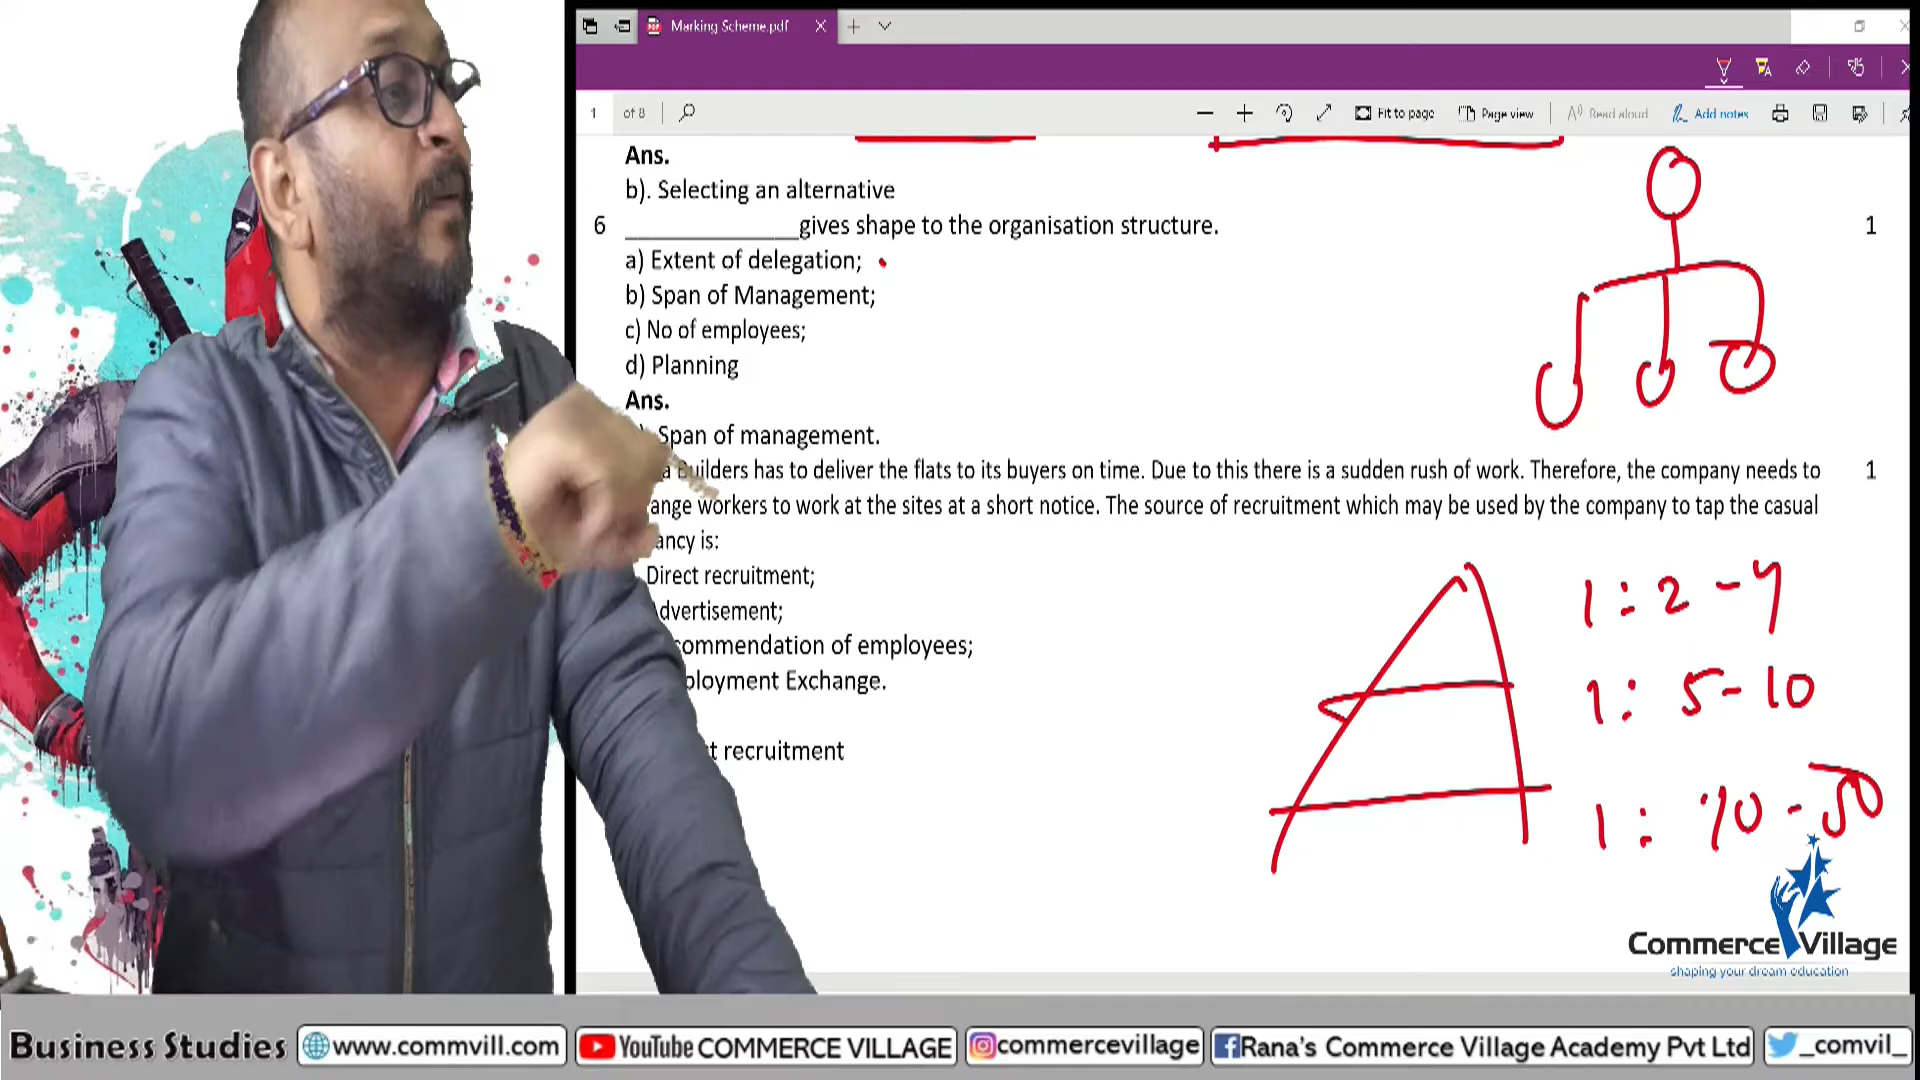 Marking Scheme.pdf
1 of 8
Fit to page
Page view
Read aloud
Add notes
Ans.
b). Selecting an alternative
6 ______________gives shape to the organisation structure. 1
a) Extent of delegation;
b) Span of Management;
c) No of employees;
d) Planning
Ans.
Span of management.
Builders has to deliver the flats to its buyers on time. Due to this there is a sudden rush of work. Therefore, the company needs to 1
workers to work at the sites at a short notice. The source of recruitment which may be used by the company to tap the casual
is:
Direct recruitment;
dvertisement;
commendation of employees;
ployment Exchange.
recruitment
1 : 2 - 4
1 : 5 - 10
1 : 10 - 50
Commerce Village
shaping your dream education
Business Studies
www.commvill.com
YouTube COMMERCE VILLAGE
commercevillage
Rana's Commerce Village Academy Pvt Ltd
_comvil_